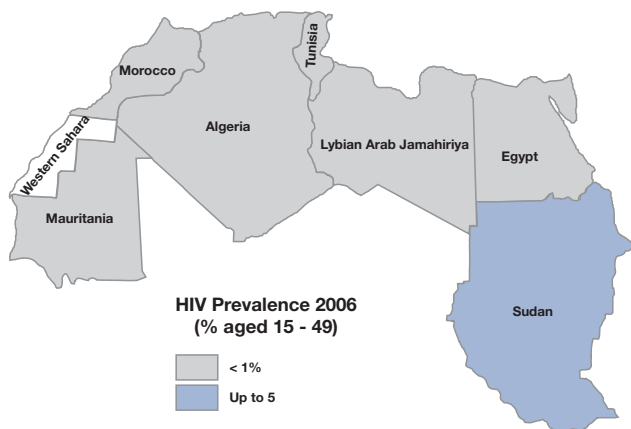 Tunisia
Morocco
Algeria
Lybian Arab Jamahiriya
Egypt
Western Sahara
Mauritania
Sudan
HIV Prevalence 2006
(% aged 15 - 49)
< 1%
Up to 5